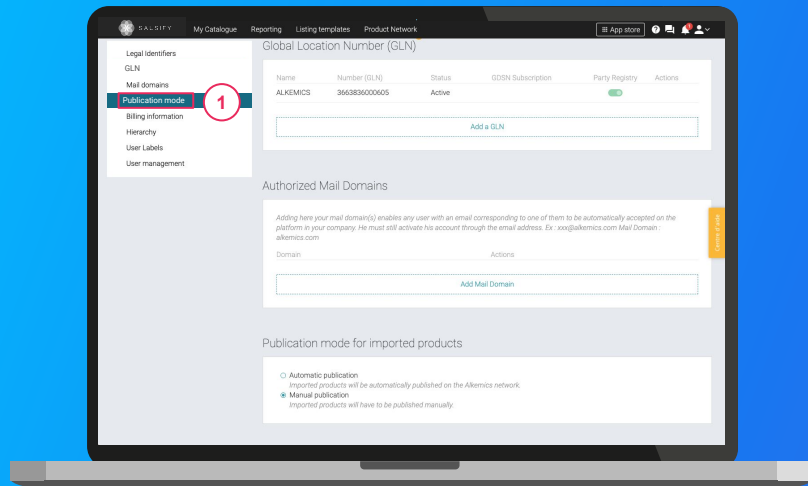 SALSIFY
My Catalogue
Reporting
Listing templates
Product Network
App store
Legal Identifiers
GLN
Mail domains
Publication mode
1
Billing information
Hierarchy
User Labels
User management
Global Location Number (GLN)
Name Number (GLN) Status GDSN Subscription Party Registry Actions
ALKEMICS 3663836000605 Active
Add a GLN
Authorized Mail Domains
Adding here your mail domain(s) enables any user with an email corresponding to one of them to be automatically accepted on the
platform in your company. He must still activate his account through the email address. Ex : xxx@alkemics.com Mail Domain :
alkemics.com
Domain Actions
Add Mail Domain
Centre d'aide
Publication mode for imported products
Automatic publication
Imported products will be automatically published on the Alkemics network.
Manual publication
Imported products will have to be published manually.